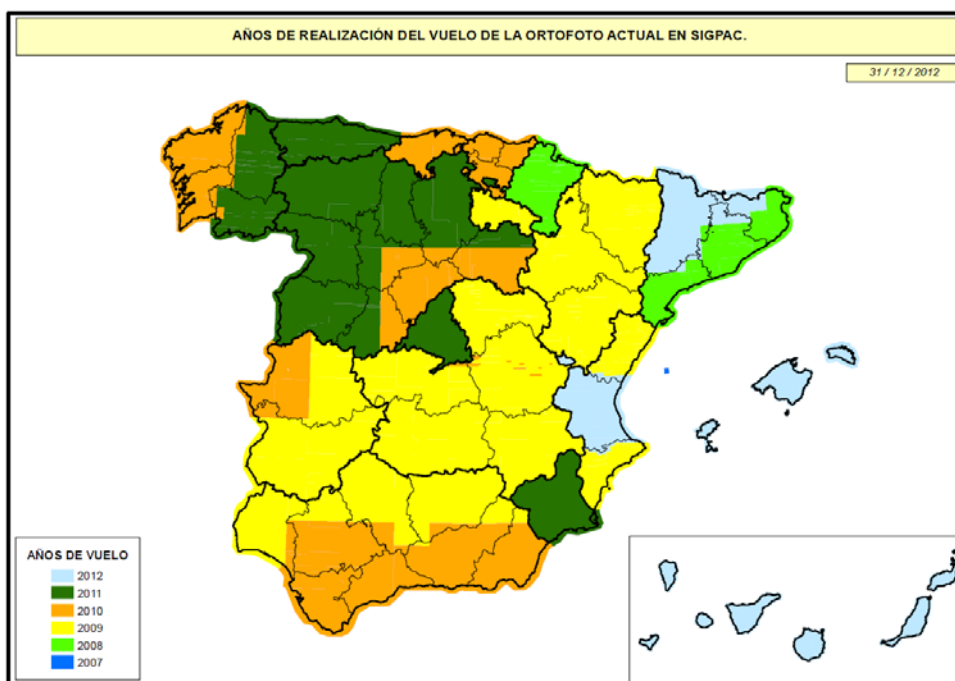 AÑOS DE REALIZACIÓN DEL VUELO DE LA ORTOFOTO ACTUAL EN SIGPAC.
31 / 12 / 2012
AÑOS DE VUELO
2012
2011
2010
2009
2008
2007